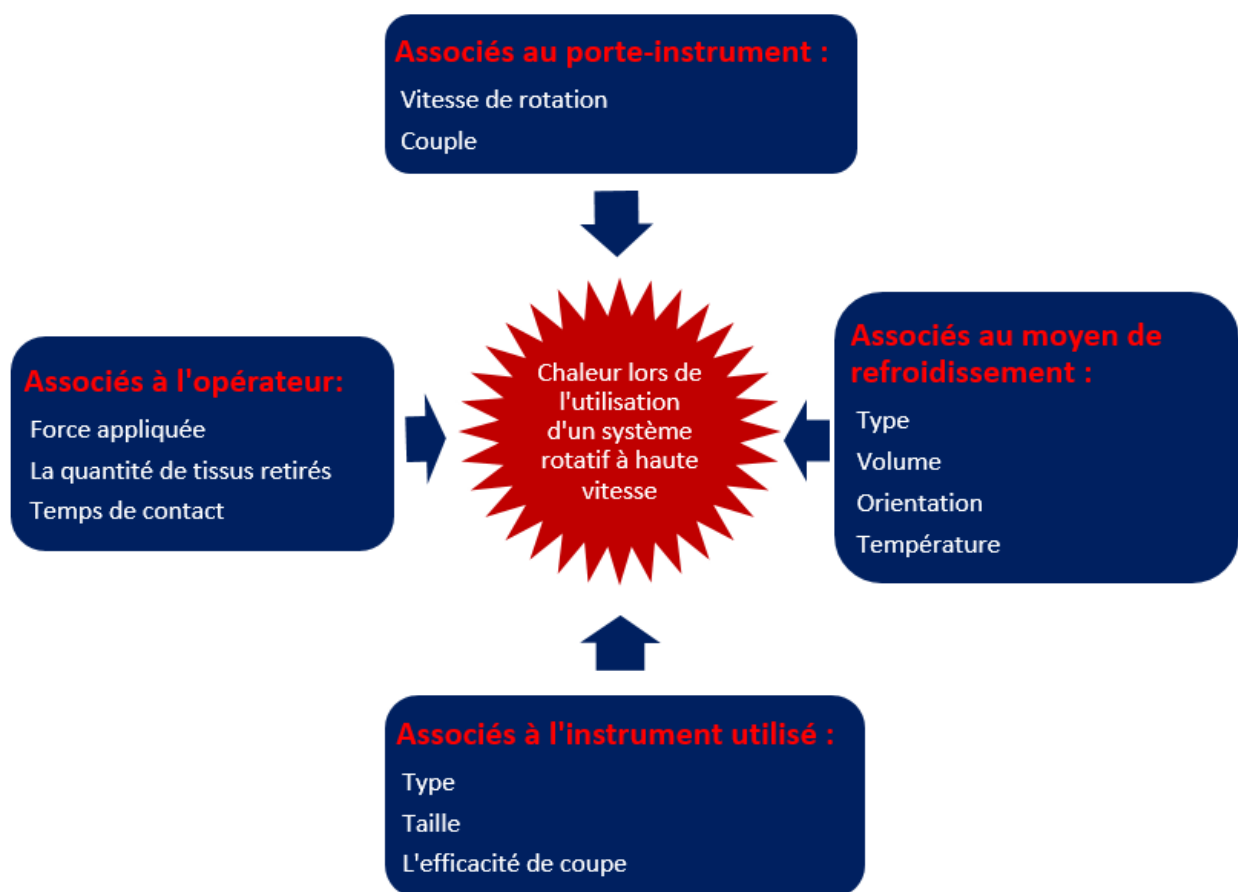 Associés au porte-instrument :
Vitesse de rotation
Couple
Associés à l'opérateur:
Force appliquée
La quantité de tissus retirés
Temps de contact
Chaleur lors de
l'utilisation
d'un système
rotatif à haute
vitesse
Associés au moyen de
refroidissement :
Type
Volume
Orientation
Température
Associés à l'instrument utilisé :
Type
Taille
L'efficacité de coupe